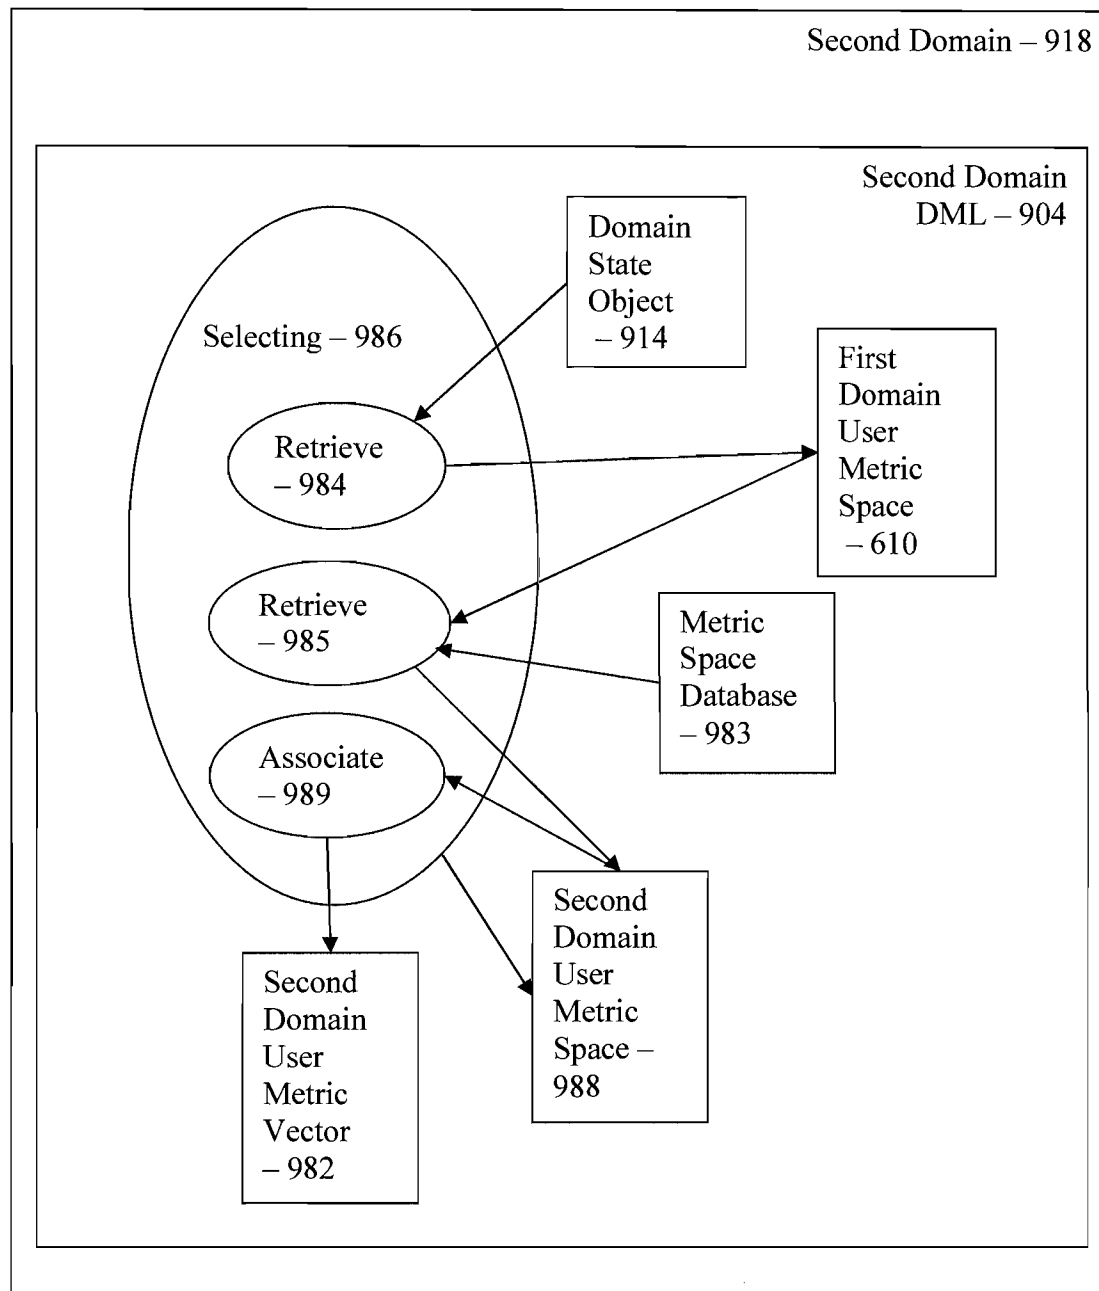 Second Domain – 918
Second Domain
DML – 904
Domain
State
Object
– 914
Selecting – 986
First
Domain
User
Metric
Space
– 610
Retrieve
– 984
Retrieve
– 985
Metric
Space
Database
– 983
Associate
– 989
Second
Domain
User
Metric
Space –
988
Second
Domain
User
Metric
Vector
– 982